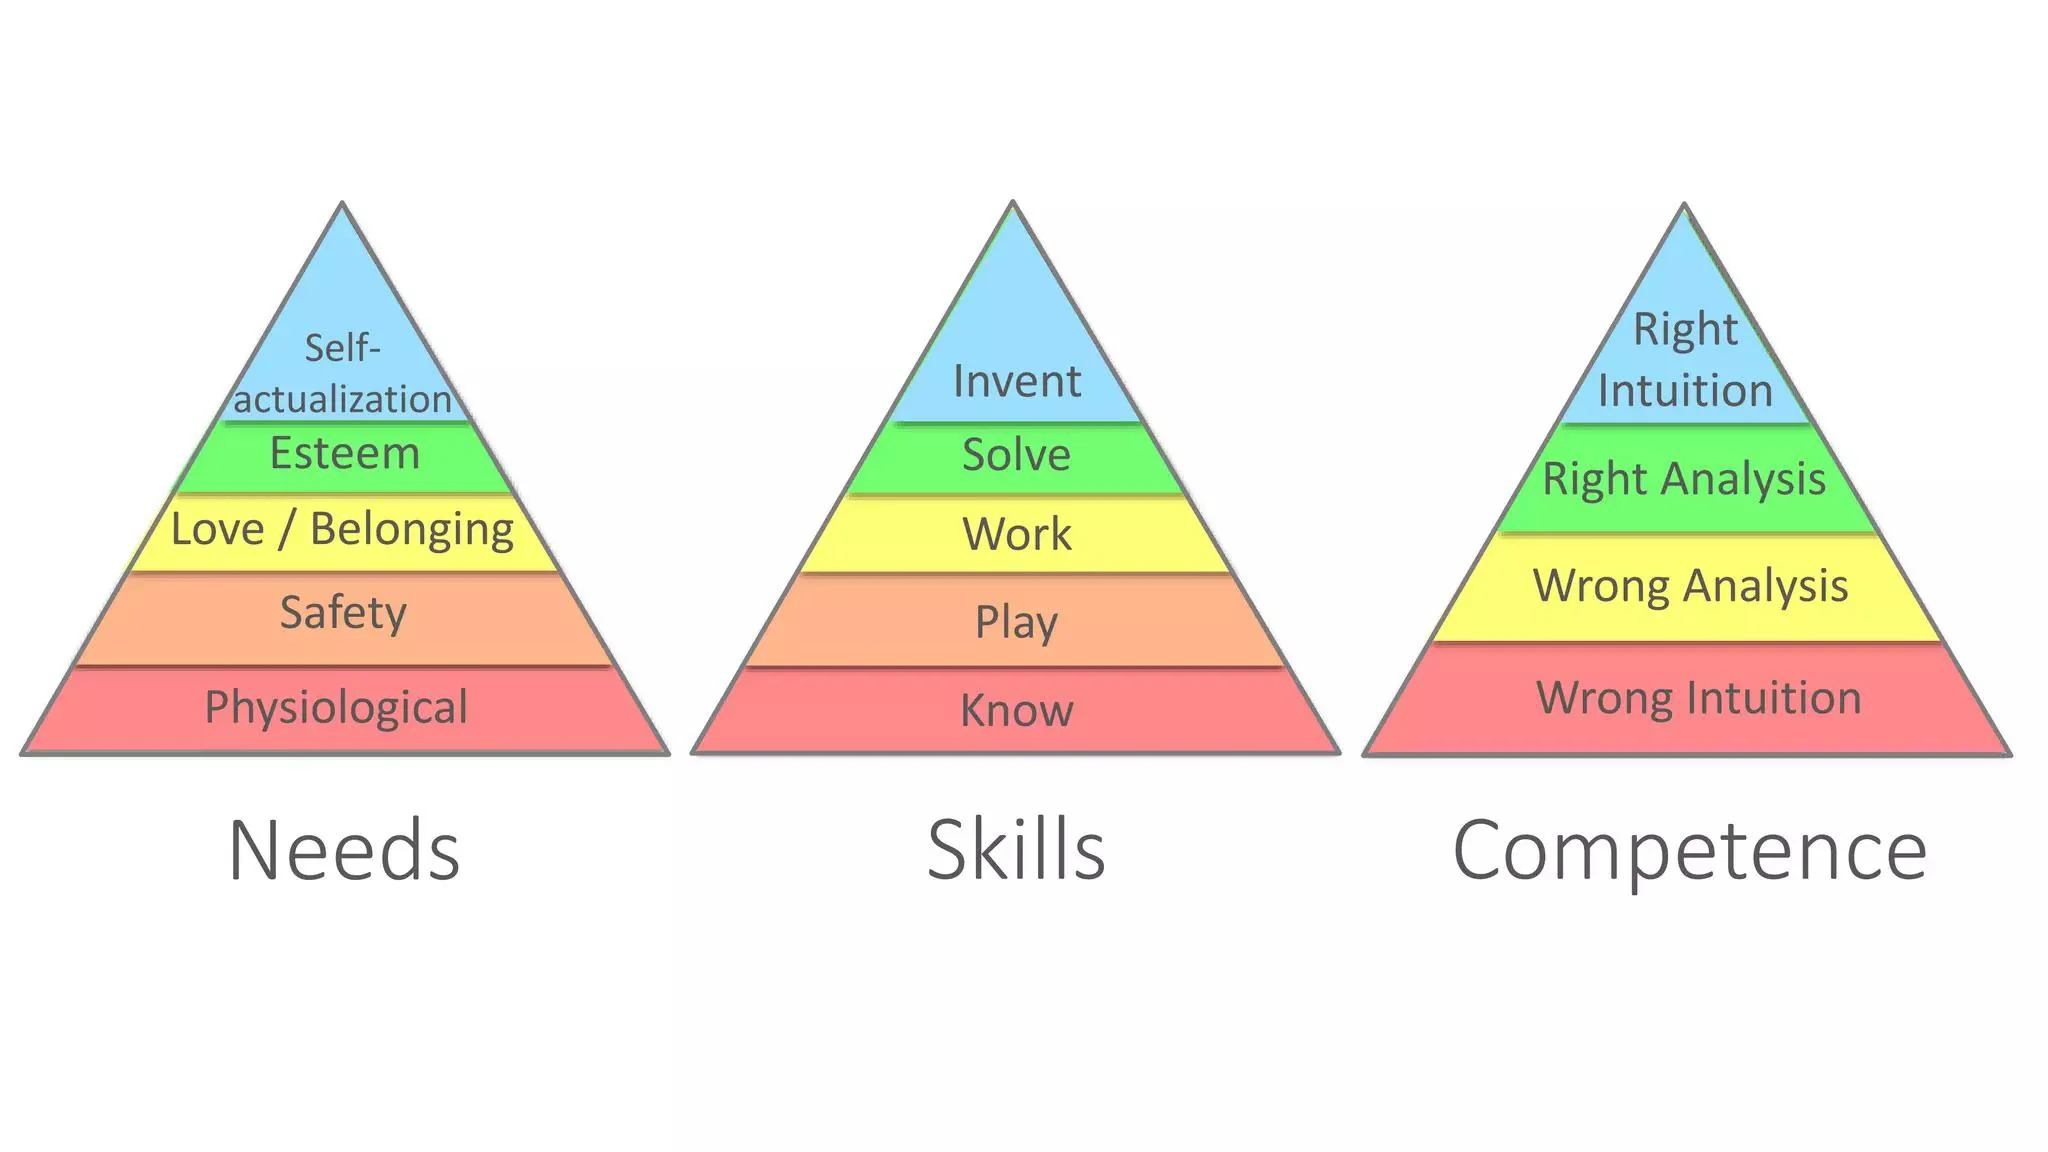 Self-
actualization
Esteem
Love / Belonging
Safety
Physiological
Needs
Invent
Solve
Work
Play
Know
Skills
Right
Intuition
Right Analysis
Wrong Analysis
Wrong Intuition
Competence